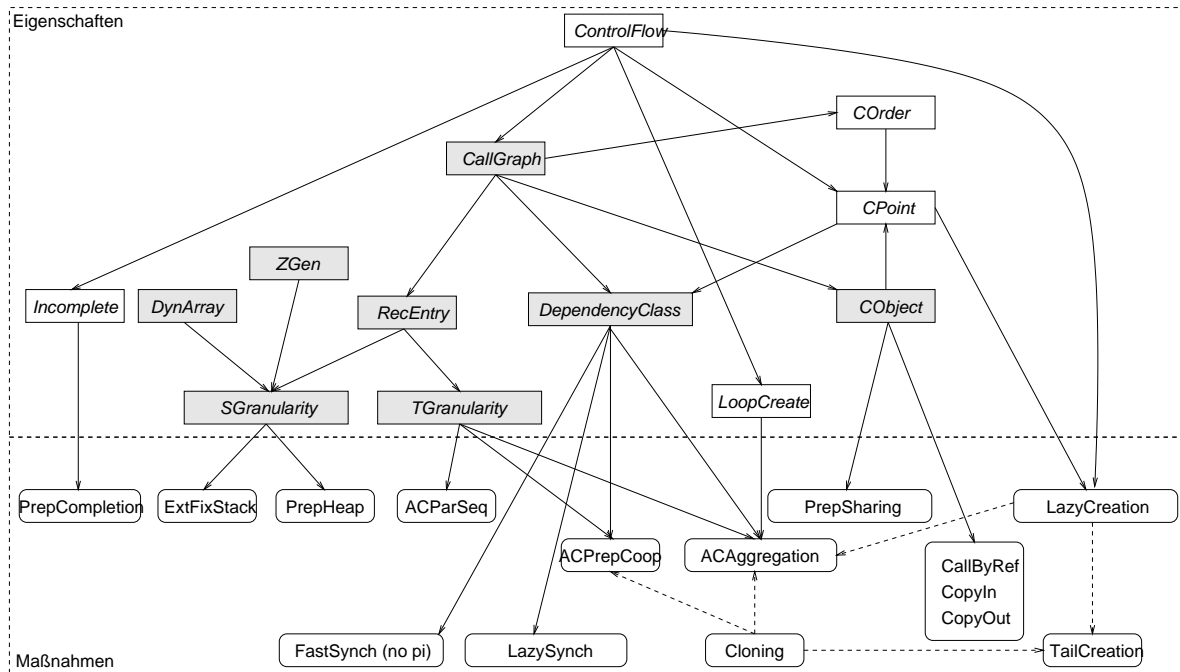 Eigenschaften
ControlFlow
COrder
CallGraph
CPoint
ZGen
Incomplete
DynArray
RecEntry
DependencyClass
CObject
SGranularity
TGranularity
LoopCreate
PrepCompletion
ExtFixStack
PrepHeap
ACParSeq
PrepSharing
LazyCreation
ACPrepCoop
ACAggregation
CallByRef
CopyIn
CopyOut
FastSynch (no pi)
LazySynch
Cloning
TailCreation
Maßnahmen